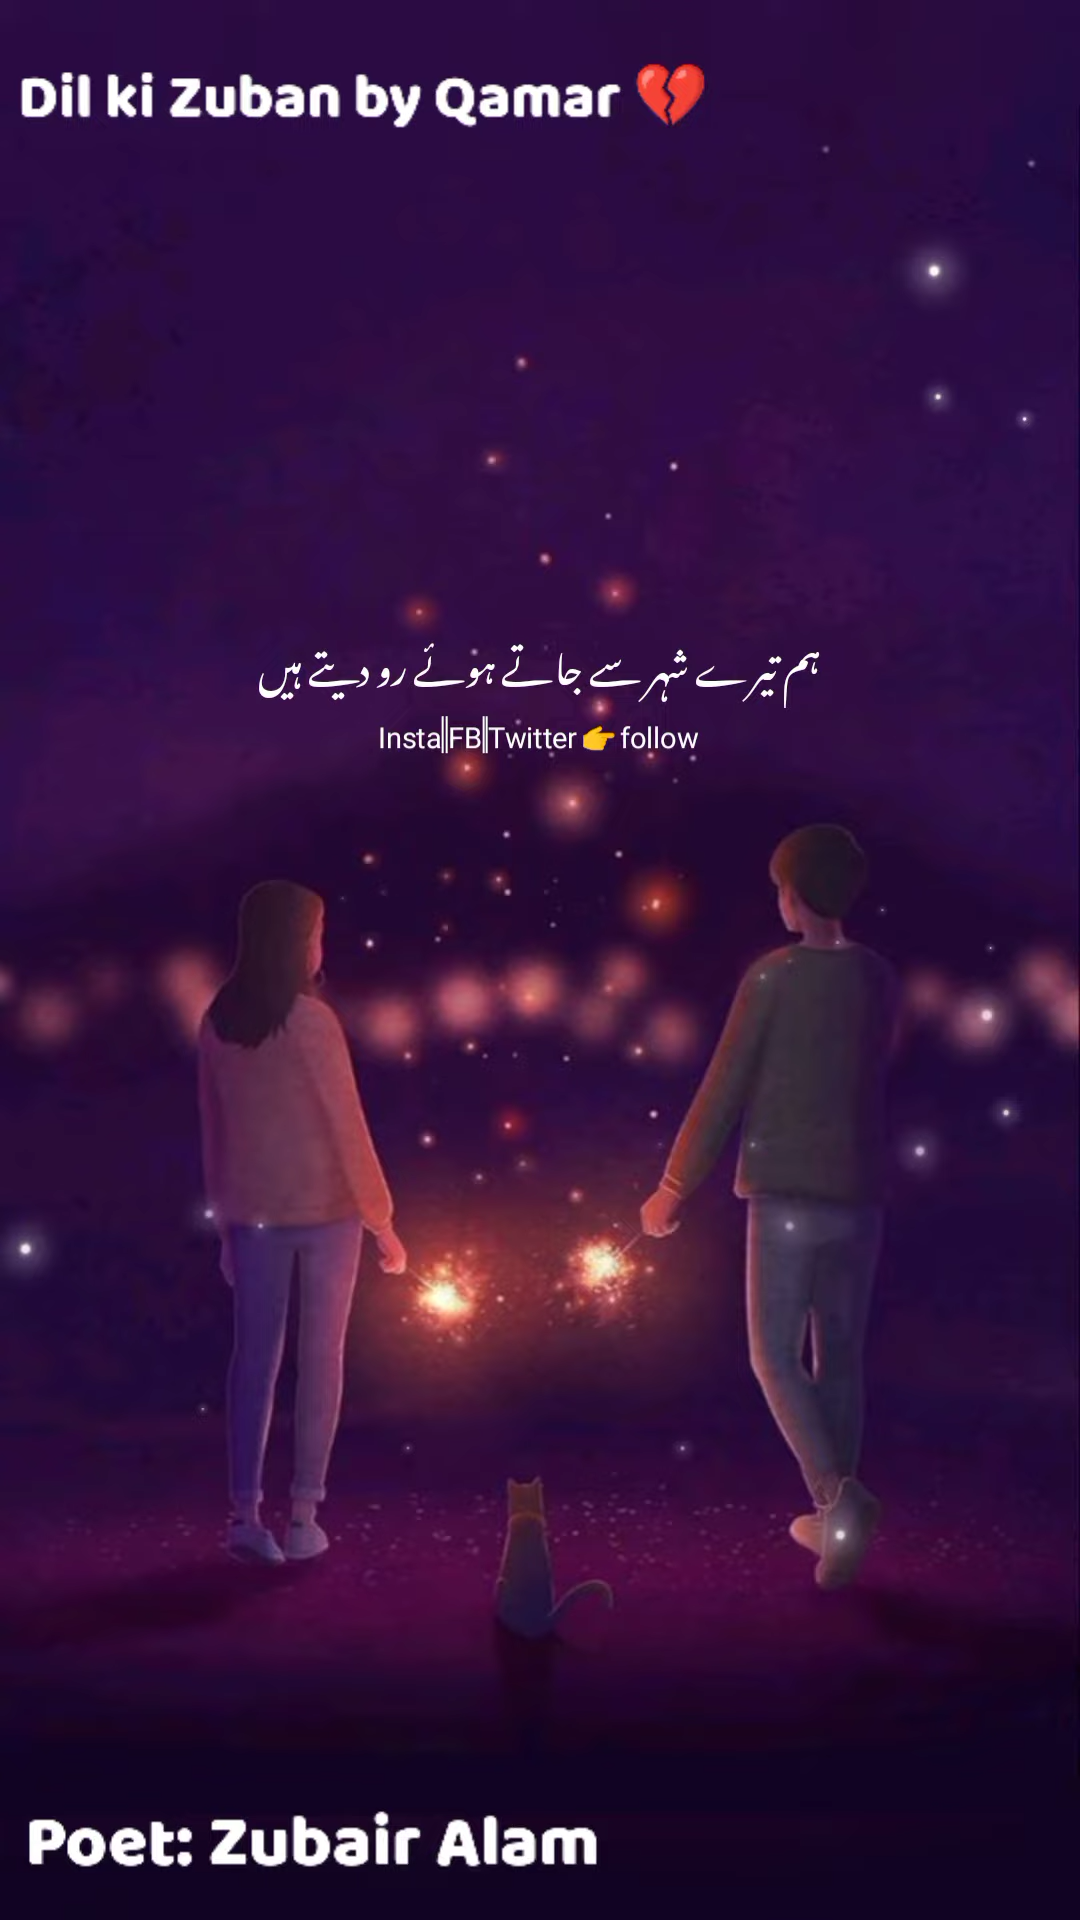 Dil ki Zuban by Qamar 💔
ہم تیرے شہر سے جاتے ہوئے رو دیتے ہیں
Insta‖FB‖Twitter 👉 follow
Poet: Zubair Alam